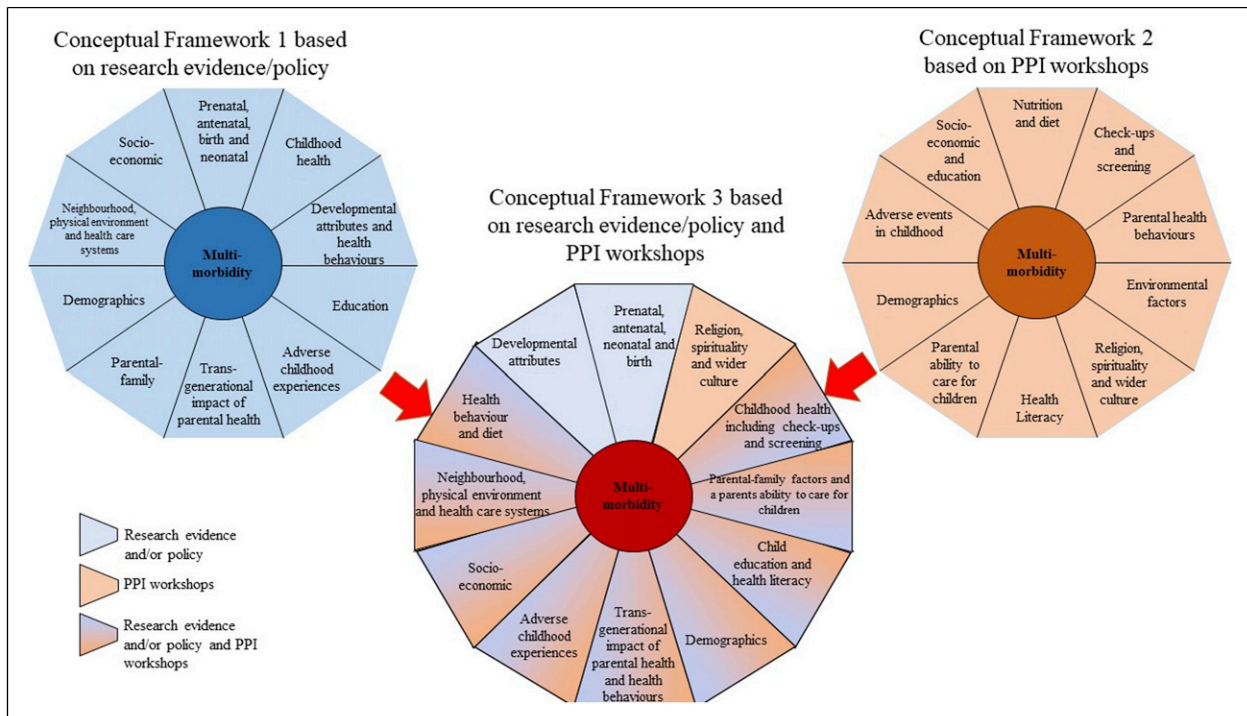 Conceptual Framework 1 based
on research evidence/policy
Prenatal,
antenatal,
birth and
neonatal
Childhood
health
Developmental
attributes and
health
behaviours
Education
Adverse
childhood
experiences
Trans-
generational
impact of
parental health
Parental-
family
Demographics
Neighbourhood,
physical environment
and health care
systems
Socio-
economic
Multi-
morbidity
Conceptual Framework 2
based on PPI workshops
Nutrition
and diet
Check-ups
and
screening
Parental health
behaviours
Environmental
factors
Religion,
spirituality
and wider
culture
Health
Literacy
Parental
ability to
care for
children
Demographics
Adverse events
in childhood
Socio-
economic
and
education
Multi-
morbidity
Conceptual Framework 3 based
on research evidence/policy and
PPI workshops
Prenatal,
antenatal,
neonatal and
birth
Religion,
spirituality
and wider
culture
Childhood health
including check-ups
and screening
Parental-family factors and
a parents ability to care for
children
Child
education and
health literacy
Demographics
Trans-
generational
impact of
parental health
and health
behaviours
Adverse
childhood
experiences
Socio-
economic
Neighbourhood,
physical environment
and health care systems
Health
behaviour
and diet
Developmental
attributes
Multi-
morbidity
Research evidence
and/or policy
PPI workshops
Research evidence
and/or policy and PPI
workshops